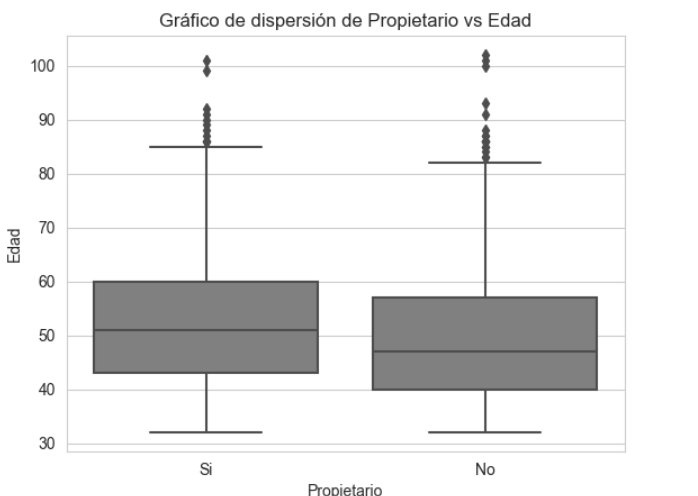 Gráfico de dispersión de Propietario vs Edad
100
90
80
70
60
50
40
30
Edad
Si
No
Propietario